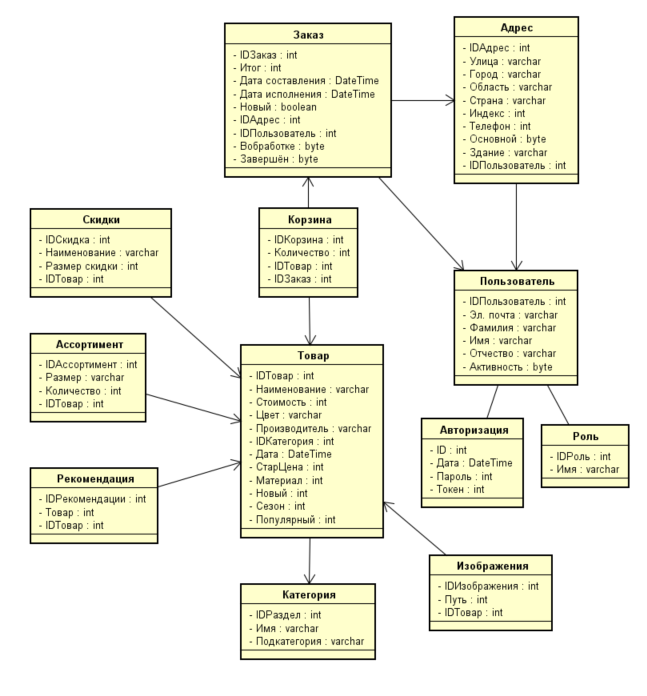 Заказ
- IDЗаказ : int
- Итог : int
- Дата составления : DateTime
- Дата исполнения : DateTime
- Новый : boolean
- IDАдрес : int
- IDПользователь : int
- Вобработке : byte
- Завершён : byte
Адрес
- IDАдрес : int
- Улица : varchar
- Город : varchar
- Область : varchar
- Страна : varchar
- Индекс : int
- Телефон : int
- Основной : byte
- Здание : varchar
- IDПользователь : int
Скидки
- IDСкидка : int
- Наименование : varchar
- Размер скидки : int
- IDТовар : int
Корзина
- IDКорзина : int
- Количество : int
- IDТовар : int
- IDЗаказ : int
Пользователь
- IDПользователь : int
- Эл. почта : varchar
- Фамилия : varchar
- Имя : varchar
- Отчество : varchar
- Активность : byte
Ассортимент
- IDАссортимент : int
- Размер : varchar
- Количество : int
- IDТовар : int
Товар
- IDТовар : int
- Наименование : varchar
- Стоимость : int
- Цвет : varchar
- Производитель : varchar
- IDКатегория : int
- Дата : DateTime
- СтарЦена : int
- Материал : int
- Новый : int
- Сезон : int
- Популярный : int
Авторизация
- ID : int
- Дата : DateTime
- Пароль : int
- Токен : int
Роль
- IDРоль : int
- Имя : varchar
Рекомендация
- IDРекомендации : int
- Товар : int
- IDТовар : int
Изображения
- IDИзображения : int
- Путь : int
- IDТовар : int
Категория
- IDРаздел : int
- Имя : varchar
- Подкатегория : varchar